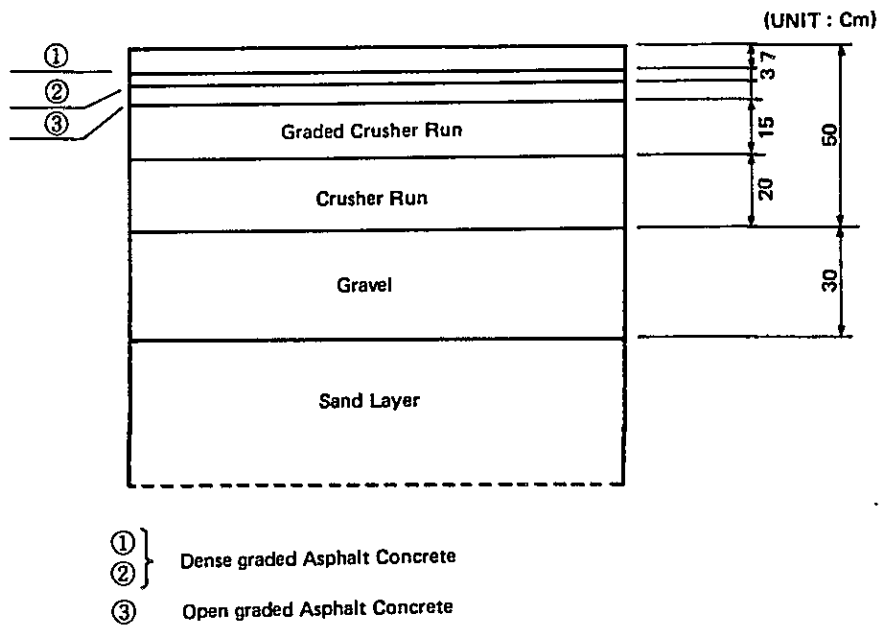 (UNIT : Cm)
①
②
③
7
3
15
20
50
30
Graded Crusher Run
Crusher Run
Gravel
Sand Layer
①
② } Dense graded Asphalt Concrete
③ Open graded Asphalt Concrete